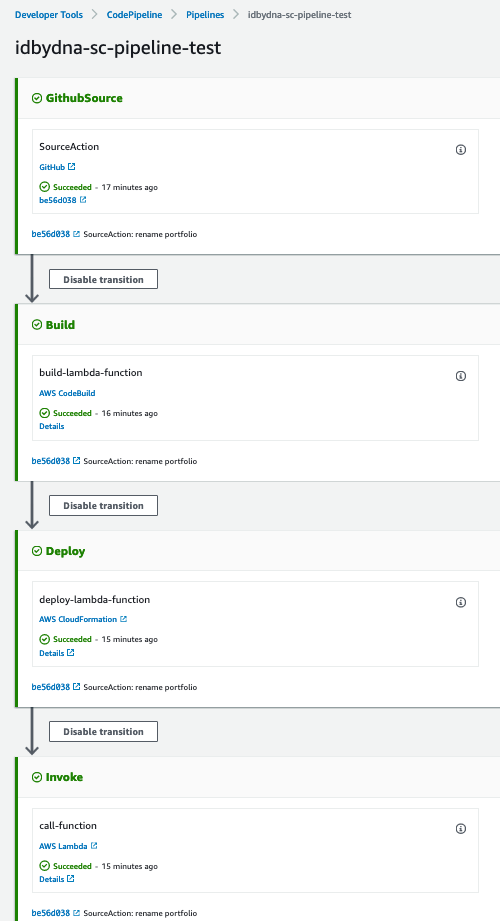 Developer Tools > CodePipeline > Pipelines > idbydna-sc-pipeline-test
idbydna-sc-pipeline-test
GithubSource
SourceAction
GitHub
Succeeded - 17 minutes ago
be56d038
be56d038 SourceAction: rename portfolio
Disable transition
Build
build-lambda-function
AWS CodeBuild
Succeeded - 16 minutes ago
Details
be56d038 SourceAction: rename portfolio
Disable transition
Deploy
deploy-lambda-function
AWS CloudFormation
Succeeded - 15 minutes ago
Details
be56d038 SourceAction: rename portfolio
Disable transition
Invoke
call-function
AWS Lambda
Succeeded - 15 minutes ago
Details
be56d038 SourceAction: rename portfolio